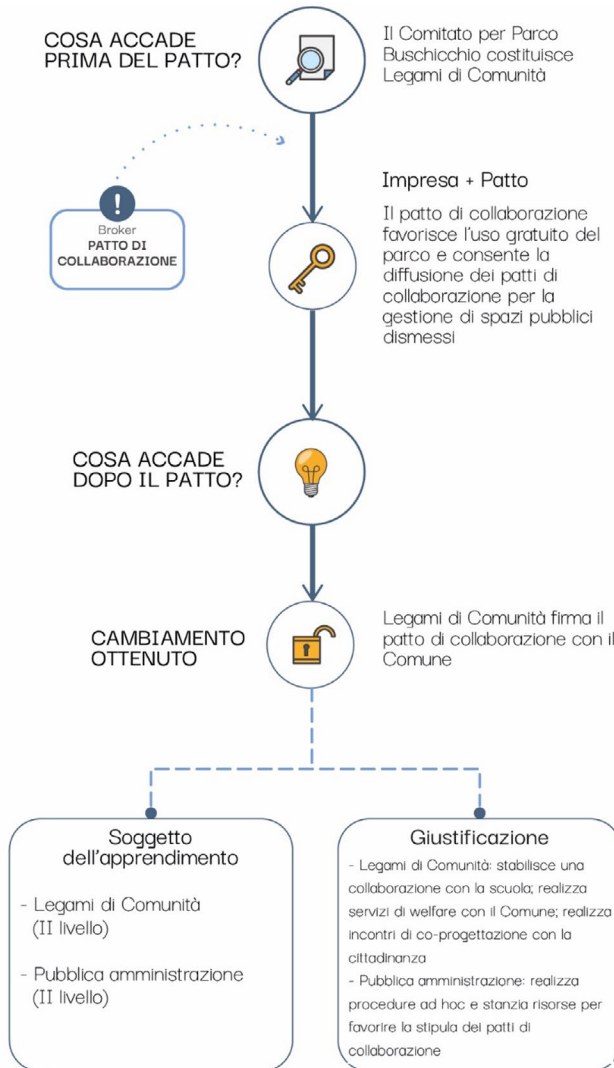 COSA ACCADE
PRIMA DEL PATTO?
Il Comitato per Parco
Buschicchio costituisce
Legami di Comunità
!
Broker
PATTO DI
COLLABORAZIONE
Impresa + Patto
Il patto di collaborazione
favorisce l'uso gratuito del
parco e consente la
diffusione dei patti di
collaborazione per la
gestione di spazi pubblici
dismessi
COSA ACCADE
DOPO IL PATTO?
CAMBIAMENTO
OTTENUTO
Legami di Comunità firma il
patto di collaborazione con il
Comune
Soggetto
dell'apprendimento
- Legami di Comunità
(II livello)
- Pubblica amministrazione
(II livello)
Giustificazione
- Legami di Comunità: stabilisce una
collaborazione con la scuola; realizza
servizi di welfare con il Comune; realizza
incontri di co-progettazione con la
cittadinanza
- Pubblica amministrazione: realizza
procedure ad hoc e stanzia risorse per
favorire la stipula dei patti di
collaborazione